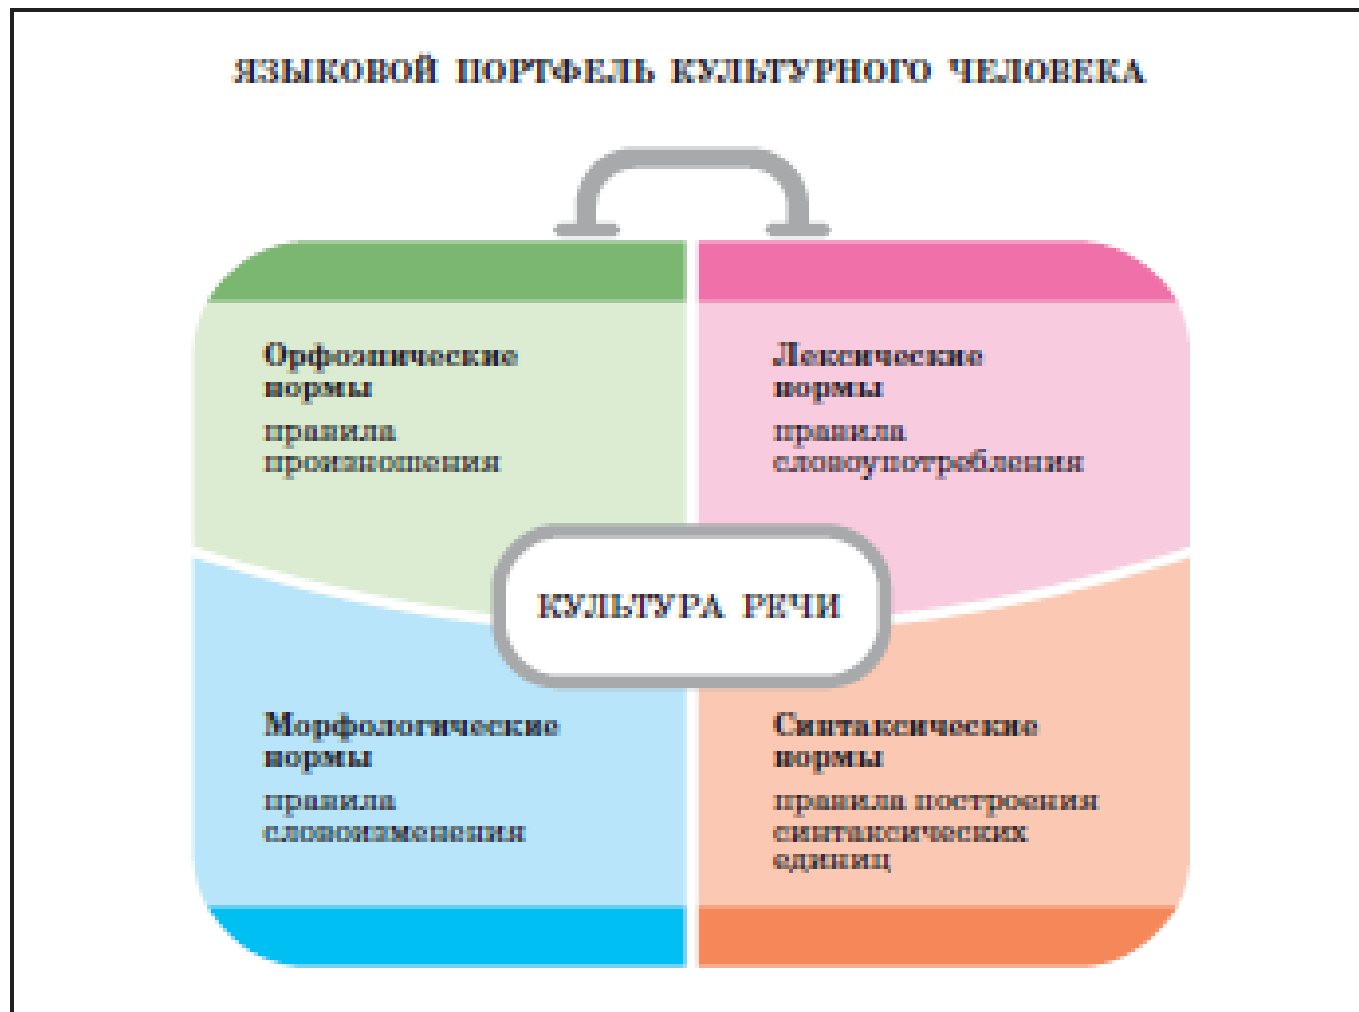 ЯЗЫКОВОЙ ПОРТФЕЛЬ КУЛЬТУРНОГО ЧЕЛОВЕКА
Орфоэпические
нормы
правила
произношения
Лексические
нормы
правила
словоупотребления
КУЛЬТУРА РЕЧИ
Морфологические
нормы
правила
словоизменения
Синтаксические
нормы
правила построения
синтаксических
единиц